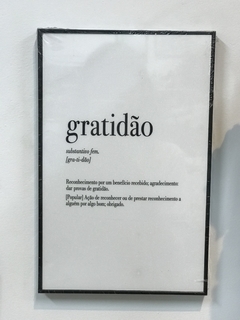 gratidão
substantivo fem.
[gra-ti-dão]
Reconhecimento por um benefício recebido; agradecimento:
dar provas de gratidão.
[Popular] Ação de reconhecer ou de prestar reconhecimento a
alguém por algo bom; obrigado.